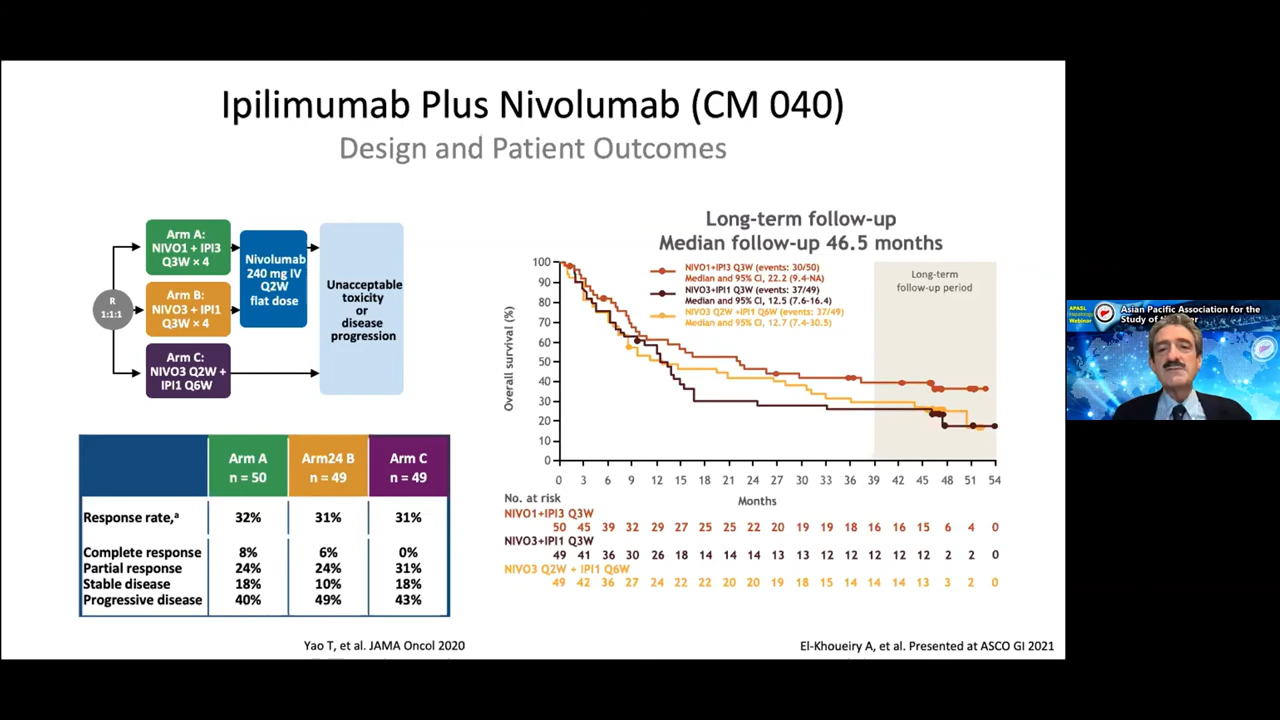 Ipilimumab Plus Nivolumab (CM 040)
Design and Patient Outcomes
R
1:1:1
Arm A:
NIVO1 + IPI3
Q3W × 4
Arm B:
NIVO3 + IPI1
Q3W × 4
Arm C:
NIVO3 Q2W +
IPI1 Q6W
Nivolumab
240 mg IV
Q2W
flat dose
Unacceptable
toxicity
or
disease
progression
Arm A Arm24 B Arm C
n = 50 n = 49 n = 49
Response rate,ᵃ 32% 31% 31%
Complete response 8% 6% 0%
Partial response 24% 24% 31%
Stable disease 18% 10% 18%
Progressive disease 40% 49% 43%
Yao T, et al. JAMA Oncol 2020
Long-term follow-up
Median follow-up 46.5 months
NIVO1+IPI3 Q3W (events: 30/50)
Median and 95% CI, 22.2 (9.4-NA)
NIVO3+IPI1 Q3W (events: 37/49)
Median and 95% CI, 12.5 (7.6-16.4)
NIVO3 Q2W +IPI1 Q6W (events: 37/49)
Median and 95% CI, 12.7 (7.4-30.5)
Long-term
follow-up period
Overall survival (%)
100
90
80
70
60
50
40
30
20
10
0
0 3 6 9 12 15 18 21 24 27 30 33 36 39 42 45 48 51 54
Months
No. at risk
NIVO1+IPI3 Q3W
50 45 39 32 29 27 25 25 22 20 19 19 18 16 16 15 6 4 0
NIVO3+IPI1 Q3W
49 41 36 30 26 18 14 14 14 13 13 12 12 12 12 12 2 2 0
NIVO3 Q2W + IPI1 Q6W
49 42 36 27 24 22 22 20 20 19 18 15 14 14 14 13 3 2 0
El-Khoueiry A, et al. Presented at ASCO GI 2021
APASL
Hepatology
Webinar
Asian Pacific Association for the
Study of the